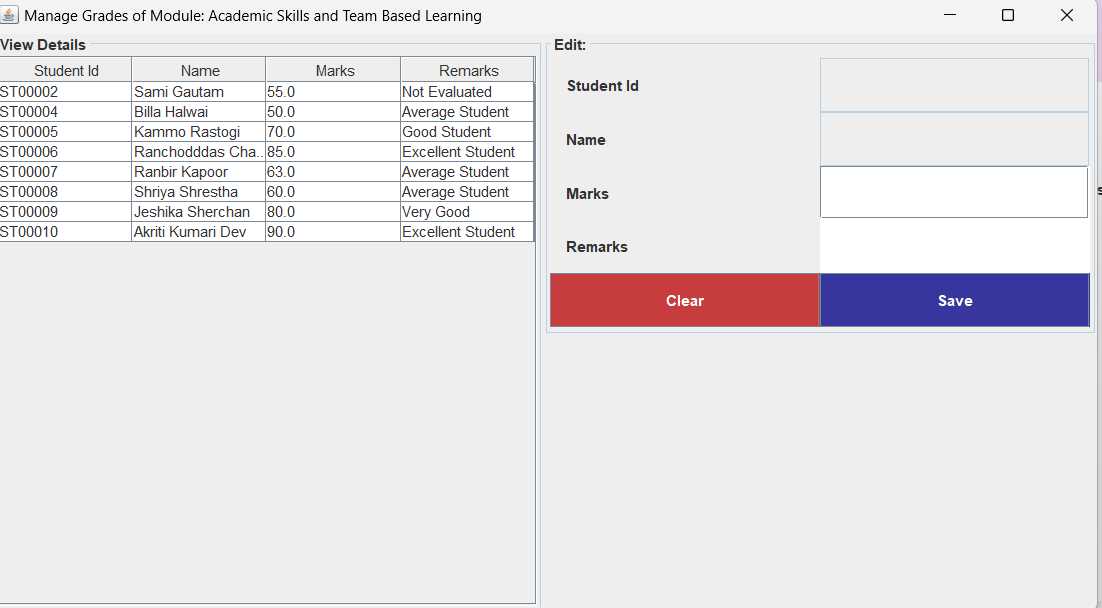 Manage Grades of Module: Academic Skills and Team Based Learning
View Details
Student Id Name Marks Remarks
ST00002 Sami Gautam 55.0 Not Evaluated
ST00004 Billa Halwai 50.0 Average Student
ST00005 Kammo Rastogi 70.0 Good Student
ST00006 Ranchodddas Cha... 85.0 Excellent Student
ST00007 Ranbir Kapoor 63.0 Average Student
ST00008 Shriya Shrestha 60.0 Average Student
ST00009 Jeshika Sherchan 80.0 Very Good
ST00010 Akriti Kumari Dev 90.0 Excellent Student
Edit:
Student Id
Name
Marks
Remarks
Clear Save